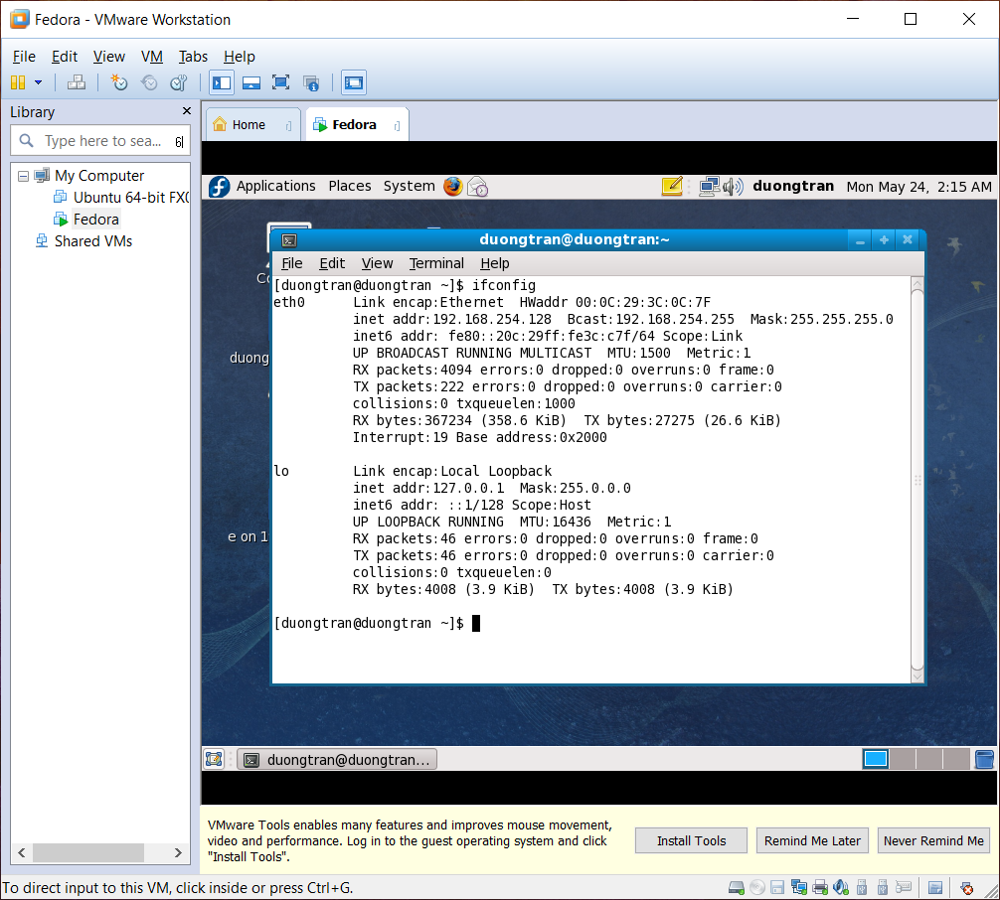 Fedora - VMware Workstation
File Edit View VM Tabs Help
Library
Type here to sea...
My Computer
Ubuntu 64-bit FX(
Fedora
Shared VMs
Home
Fedora
Applications Places System
duongtran Mon May 24, 2:15 AM
duong
e on 1
duongtran@duongtran:~
File Edit View Terminal Help
[duongtran@duongtran ~]$ ifconfig
eth0 Link encap:Ethernet HWaddr 00:0C:29:3C:0C:7F
inet addr:192.168.254.128 Bcast:192.168.254.255 Mask:255.255.255.0
inet6 addr: fe80::20c:29ff:fe3c:c7f/64 Scope:Link
UP BROADCAST RUNNING MULTICAST MTU:1500 Metric:1
RX packets:4094 errors:0 dropped:0 overruns:0 frame:0
TX packets:222 errors:0 dropped:0 overruns:0 carrier:0
collisions:0 txqueuelen:1000
RX bytes:367234 (358.6 KiB) TX bytes:27275 (26.6 KiB)
Interrupt:19 Base address:0x2000
lo Link encap:Local Loopback
inet addr:127.0.0.1 Mask:255.0.0.0
inet6 addr: ::1/128 Scope:Host
UP LOOPBACK RUNNING MTU:16436 Metric:1
RX packets:46 errors:0 dropped:0 overruns:0 frame:0
TX packets:46 errors:0 dropped:0 overruns:0 carrier:0
collisions:0 txqueuelen:0
RX bytes:4008 (3.9 KiB) TX bytes:4008 (3.9 KiB)
[duongtran@duongtran ~]$
duongtran@duongtran...
VMware Tools enables many features and improves mouse movement,
video and performance. Log in to the guest operating system and click
"Install Tools".
Install Tools
Remind Me Later
Never Remind Me
To direct input to this VM, click inside or press Ctrl+G.